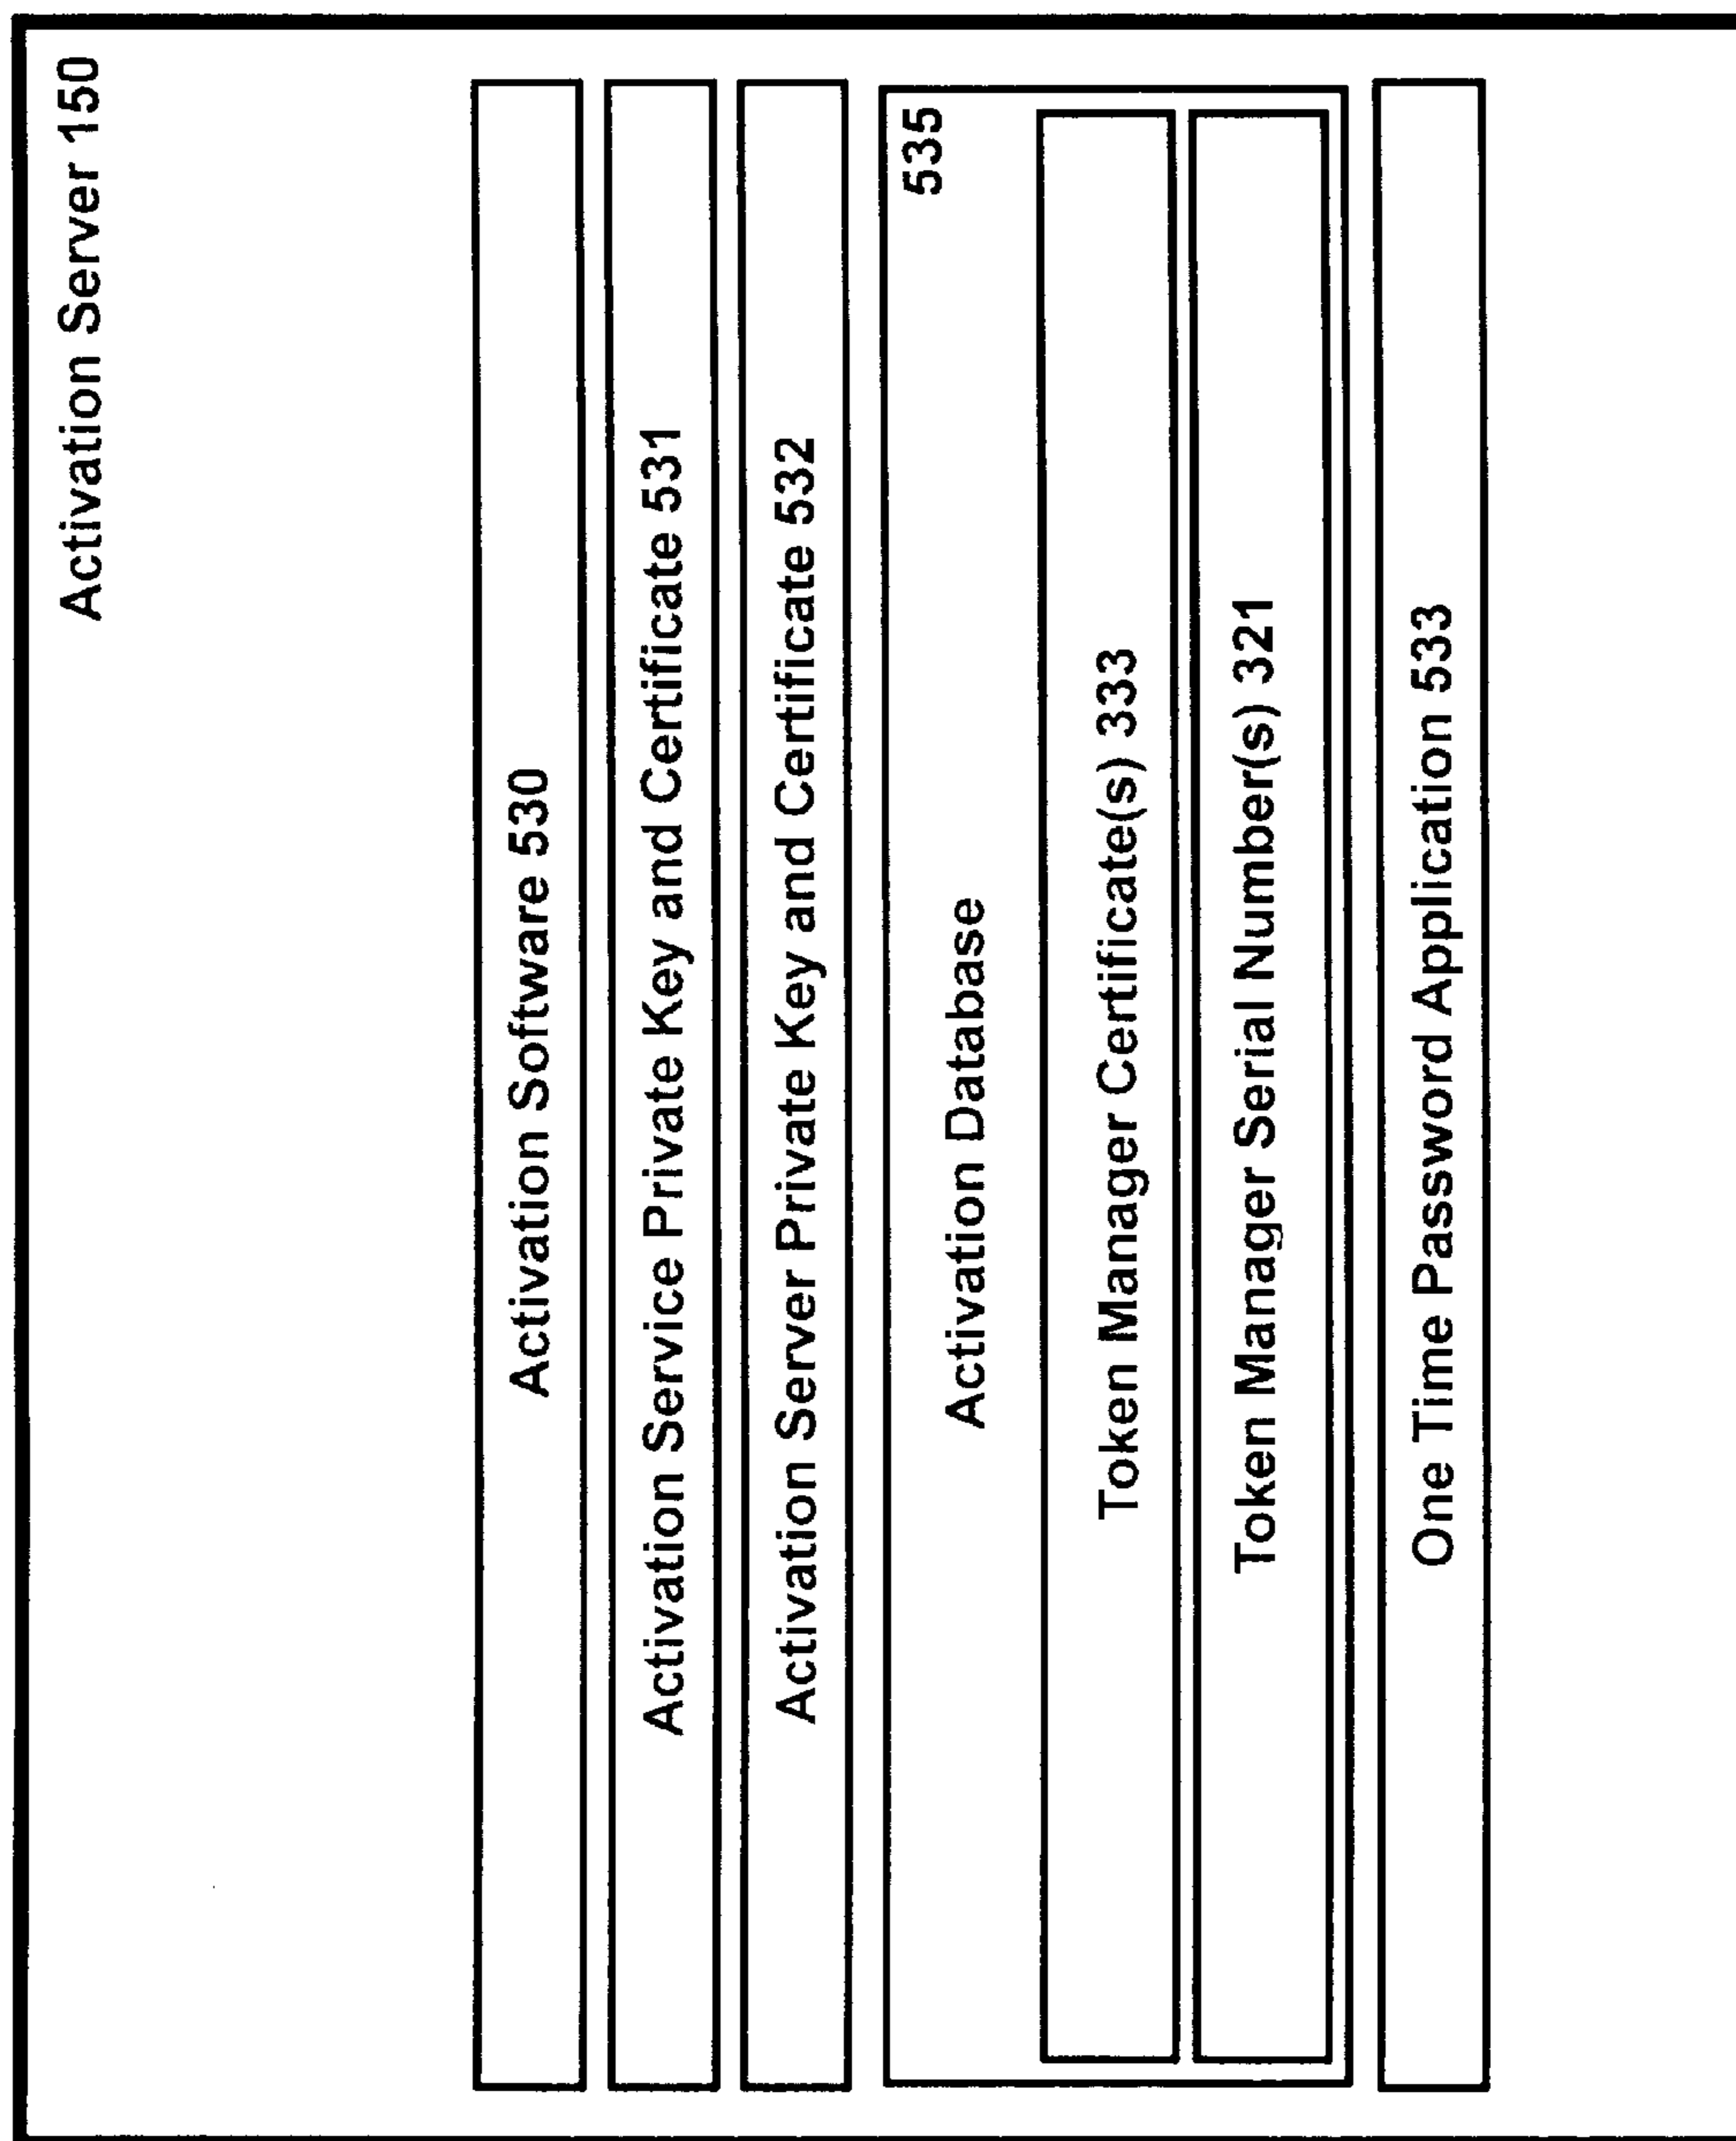 Activation Server 150
Activation Software 530
Activation Service Private Key and Certificate 531
Activation Server Private Key and Certificate 532
535
Activation Database
Token Manager Certificate(s) 333
Token Manager Serial Number(s) 321
One Time Password Application 533